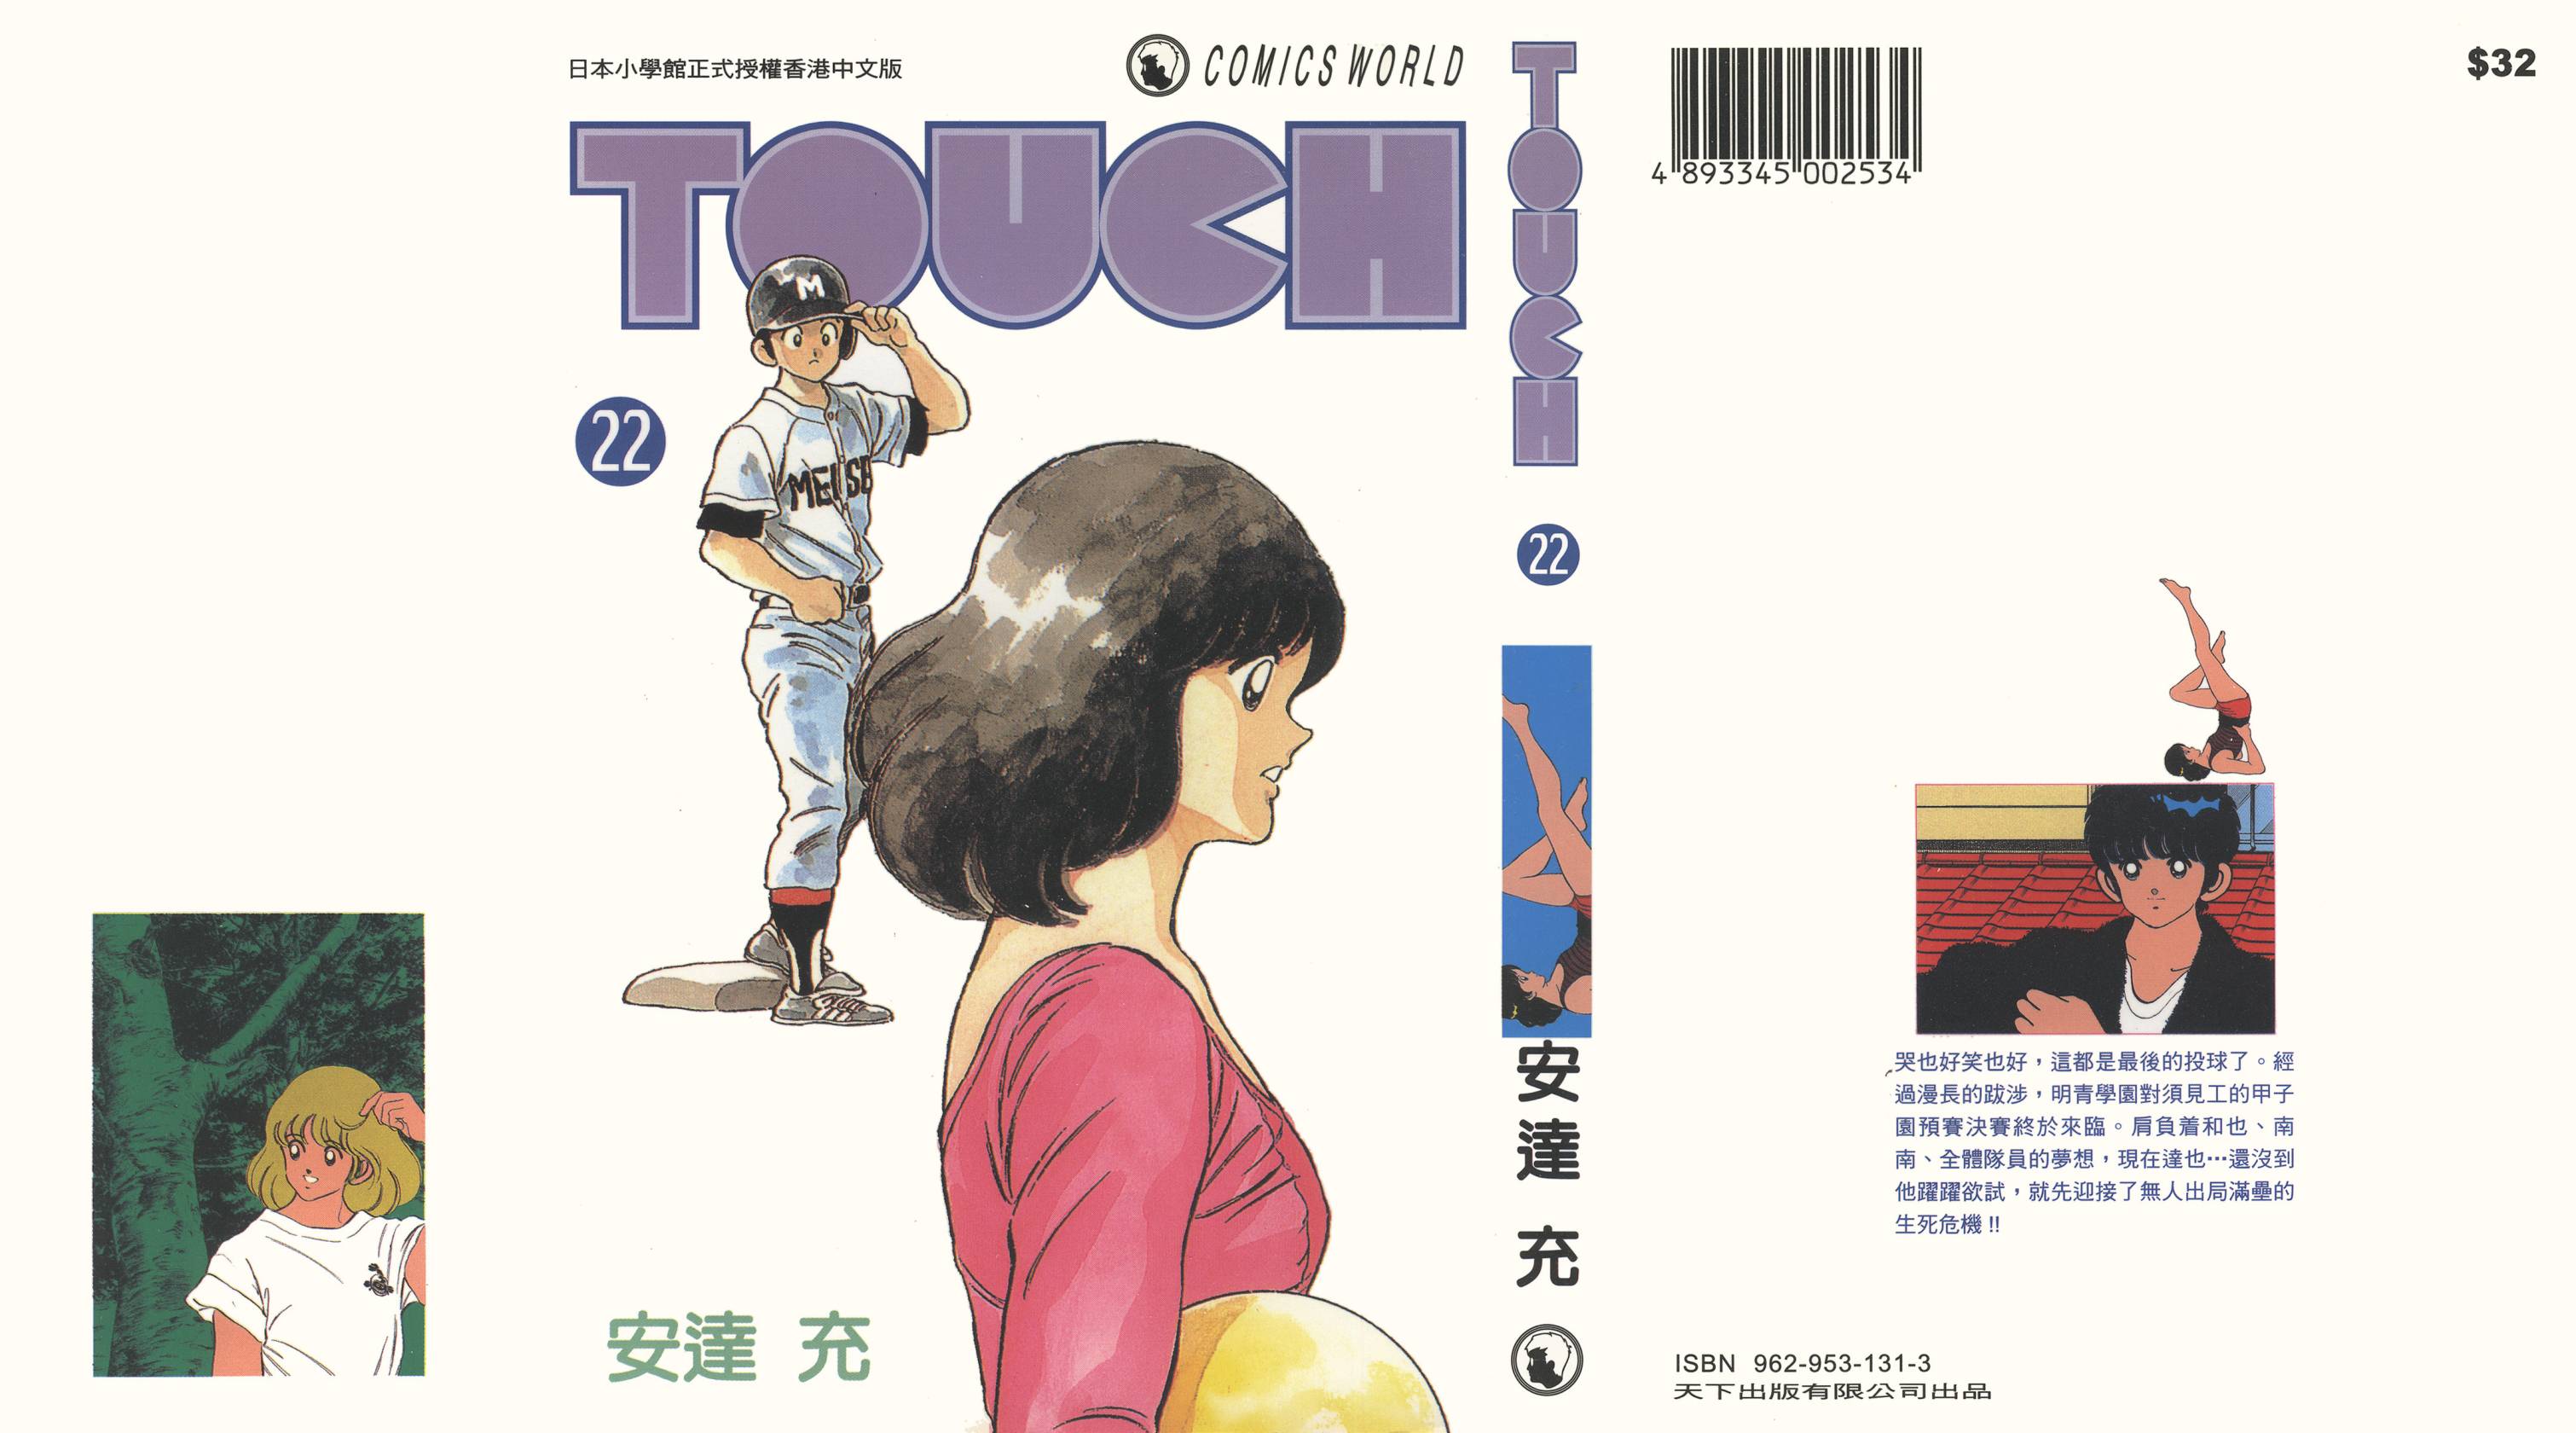 日本小學館正式授權香港中文版
COMICS WORLD
TOUCH
M
22
MEISE
安達 充
TOUCH
22
安達 充
4 893345 002534
$32
哭也好笑也好，這都是最後的投球了。經
過漫長的跋涉，明青學園對須見工的甲子
園預賽決賽終於來臨。肩負着和也、南
南、全體隊員的夢想，現在達也…還沒到
他躍躍欲試，就先迎接了無人出局滿壘的
生死危機!!
ISBN 962-953-131-3
天下出版有限公司出品